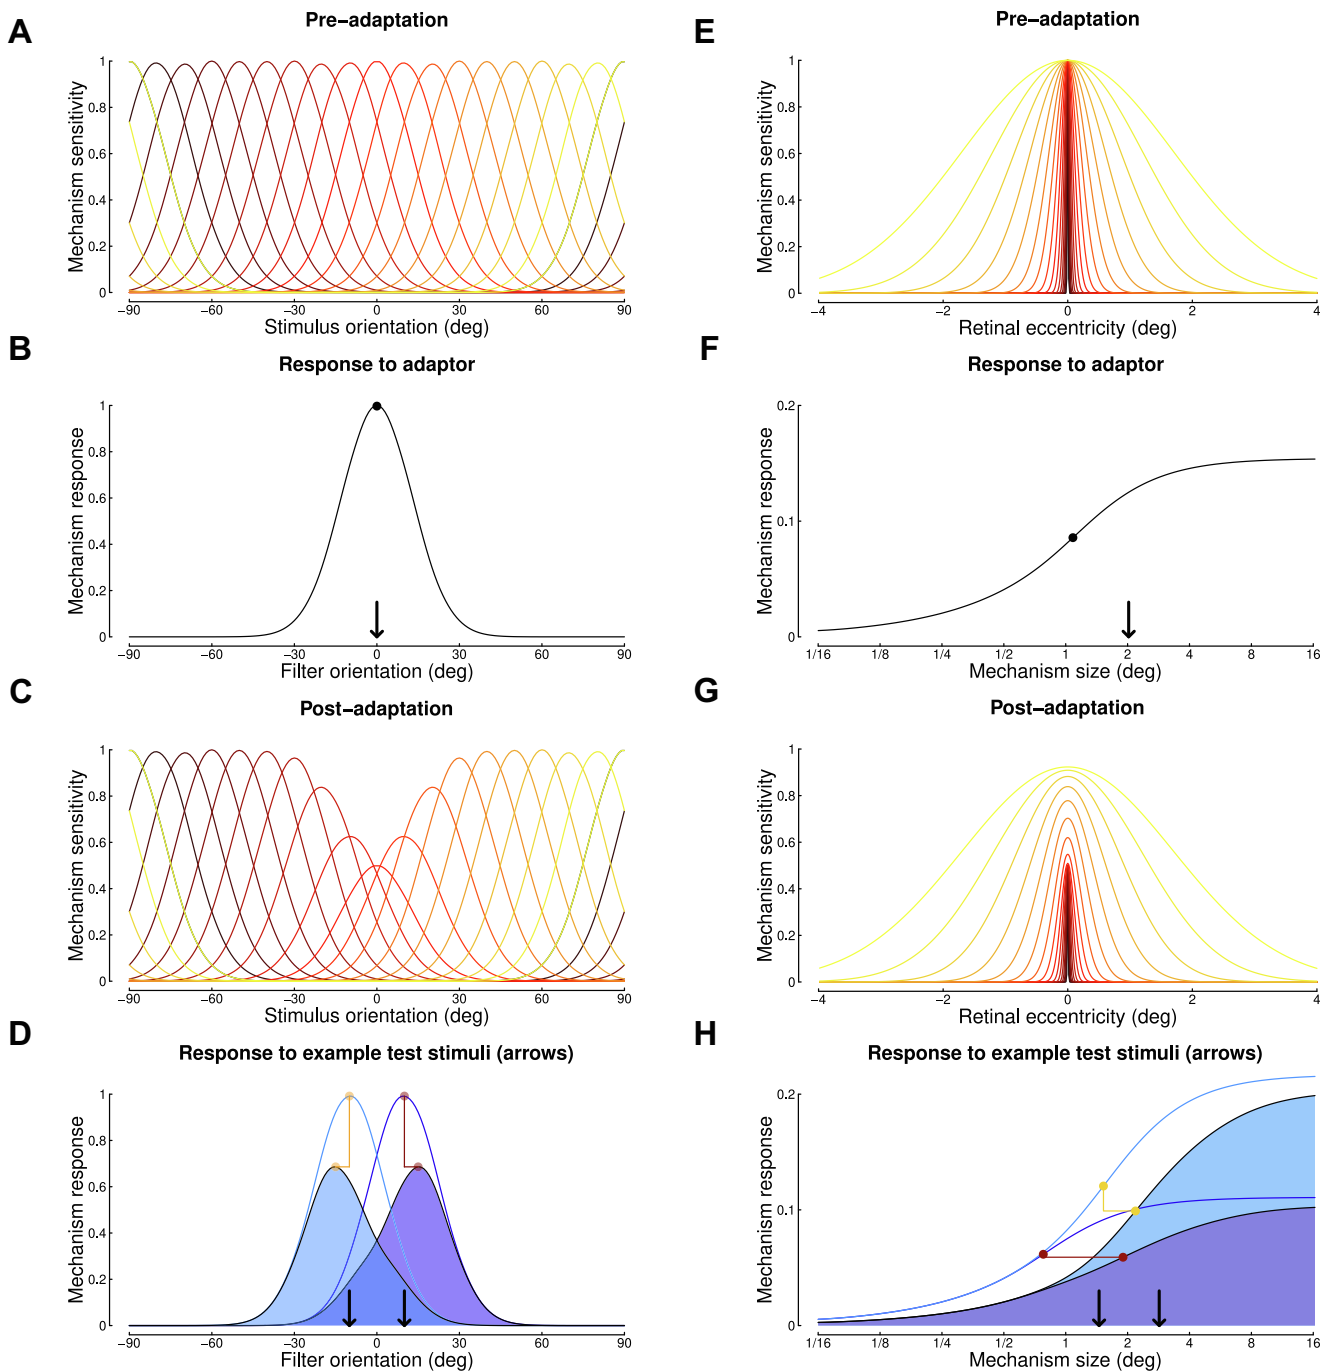 A
Pre−adaptation
Mechanism sensitivity
1
0.8
0.6
0.4
0.2
0
−90 −60 −30 0 30 60 90
Stimulus orientation (deg)
B
Response to adaptor
Mechanism response
1
0.8
0.6
0.4
0.2
0
−90 −60 −30 0 30 60 90
Filter orientation (deg)
C
Post−adaptation
Mechanism sensitivity
1
0.8
0.6
0.4
0.2
0
−90 −60 −30 0 30 60 90
Stimulus orientation (deg)
D
Response to example test stimuli (arrows)
Mechanism response
1
0.8
0.6
0.4
0.2
0
−90 −60 −30 0 30 60 90
Filter orientation (deg)
E
Pre−adaptation
Mechanism sensitivity
1
0.8
0.6
0.4
0.2
0
−4 −2 0 2 4
Retinal eccentricity (deg)
F
Response to adaptor
Mechanism response
0.2
0.1
0
1/16 1/8 1/4 1/2 1 2 4 8 16
Mechanism size (deg)
G
Post−adaptation
Mechanism sensitivity
1
0.8
0.6
0.4
0.2
0
−4 −2 0 2 4
Retinal eccentricity (deg)
H
Response to example test stimuli (arrows)
Mechanism response
0.2
0.1
0
1/16 1/8 1/4 1/2 1 2 4 8 16
Mechanism size (deg)